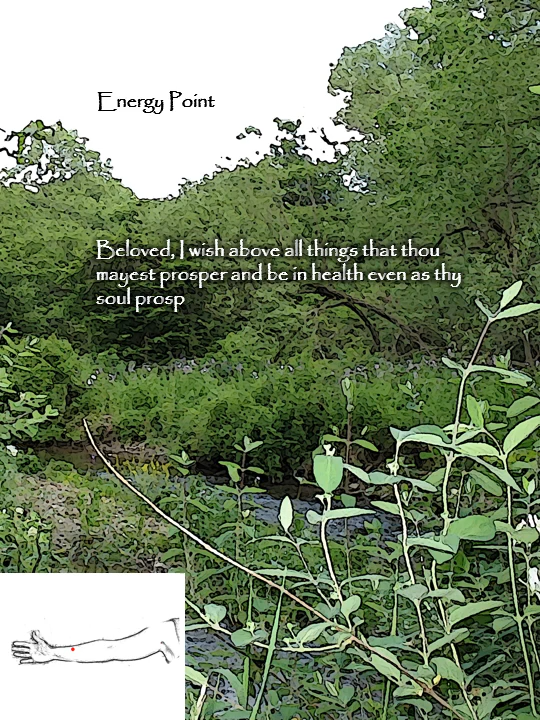 Energy Point
Beloved, I wish above all things that thou
mayest prosper and be in health even as thy
soul prosp